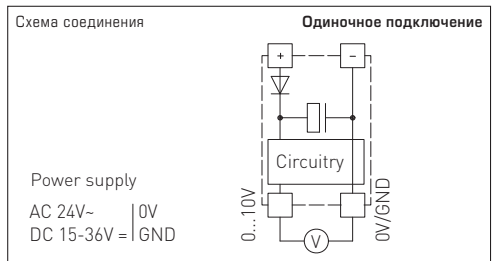 Схема соединения
Одиночное подключение
+ −
Circuitry
Power supply
AC 24V~ 0V
DC 15-36V = GND
0...10V
0V/GND
V